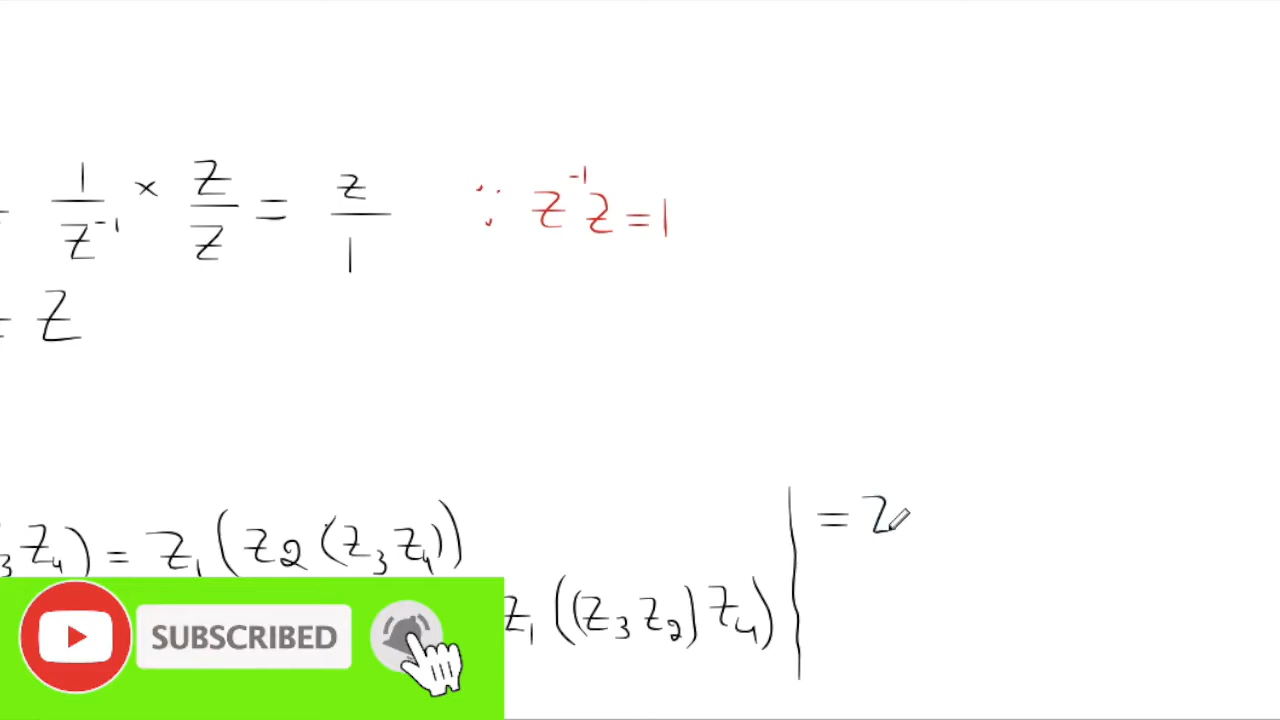 = 1/z⁻¹ × z/z = z/1 ∵ z⁻¹z = 1
= z
₃z₄) = z₁(z₂(z₃z₄))
z₁((z₃z₂)z₄)
= z
SUBSCRIBED